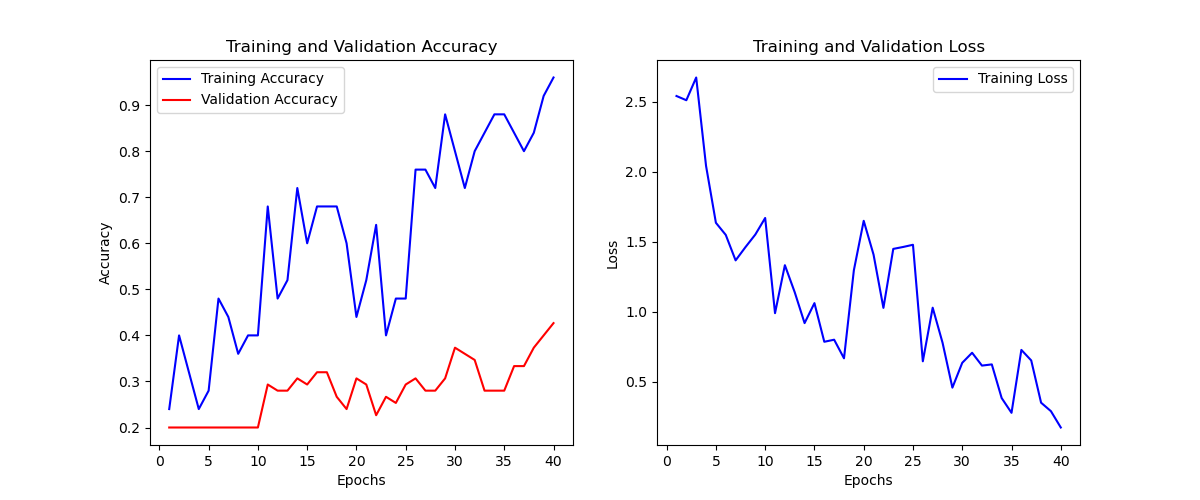 Training and Validation Accuracy
Training Accuracy
Validation Accuracy
0.9
0.8
0.7
0.6
0.5
0.4
0.3
0.2
Accuracy
0 5 10 15 20 25 30 35 40
Epochs
Training and Validation Loss
Training Loss
2.5
2.0
1.5
1.0
0.5
Loss
0 5 10 15 20 25 30 35 40
Epochs